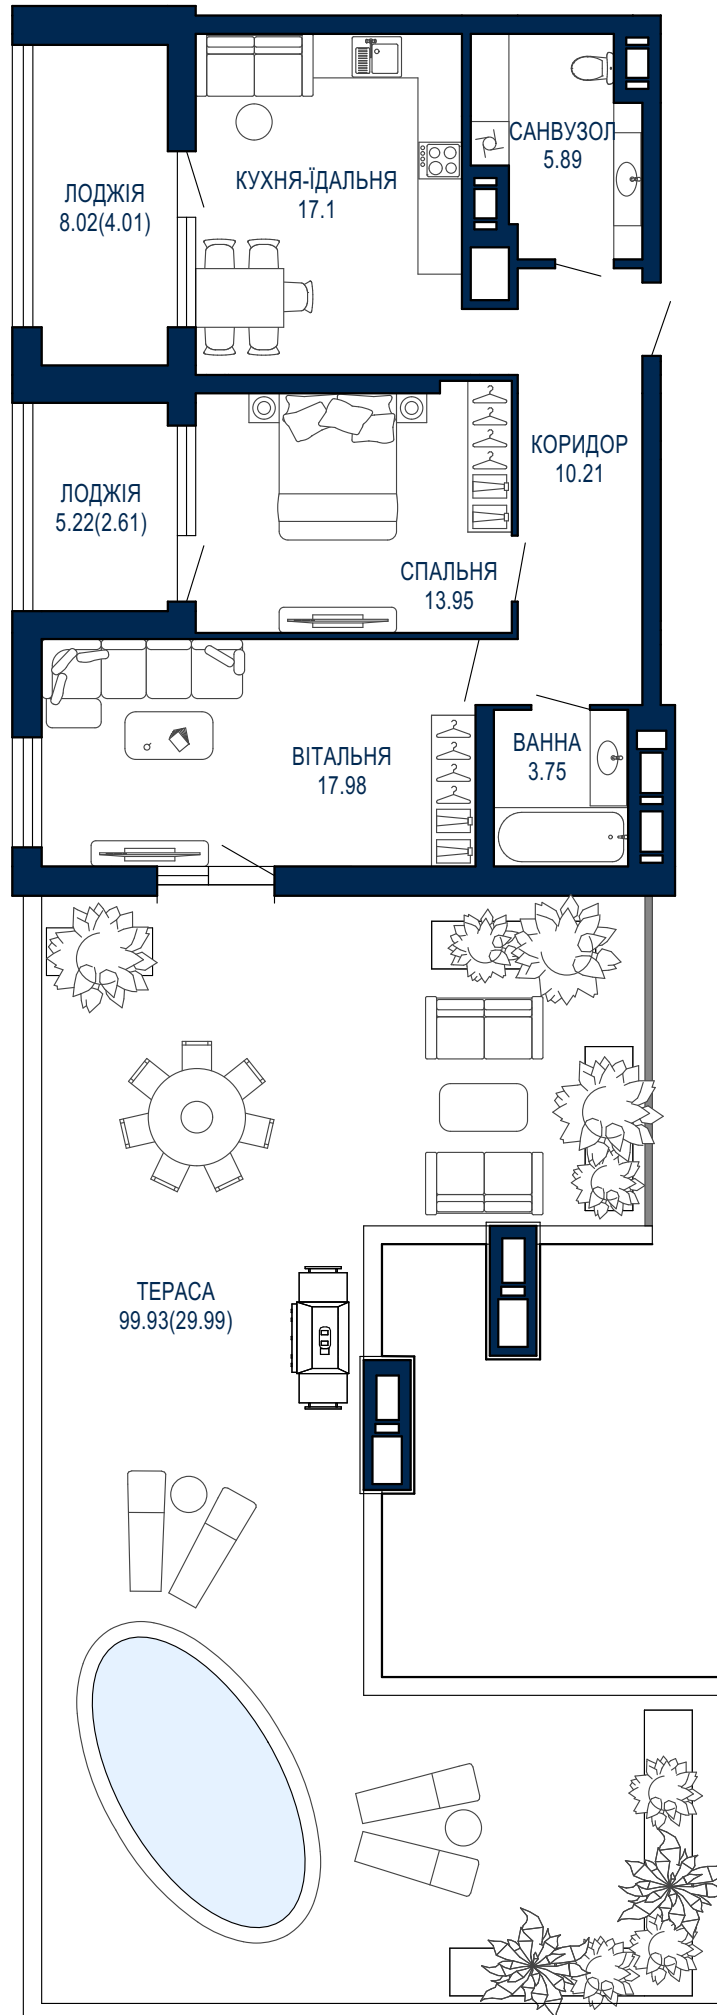 САНВУЗОЛ
5.89
КУХНЯ-ЇДАЛЬНЯ
17.1
ЛОДЖІЯ
8.02(4.01)
КОРИДОР
10.21
ЛОДЖІЯ
5.22(2.61)
СПАЛЬНЯ
13.95
ВІТАЛЬНЯ
17.98
ВАННА
3.75
ТЕРАСА
99.93(29.99)